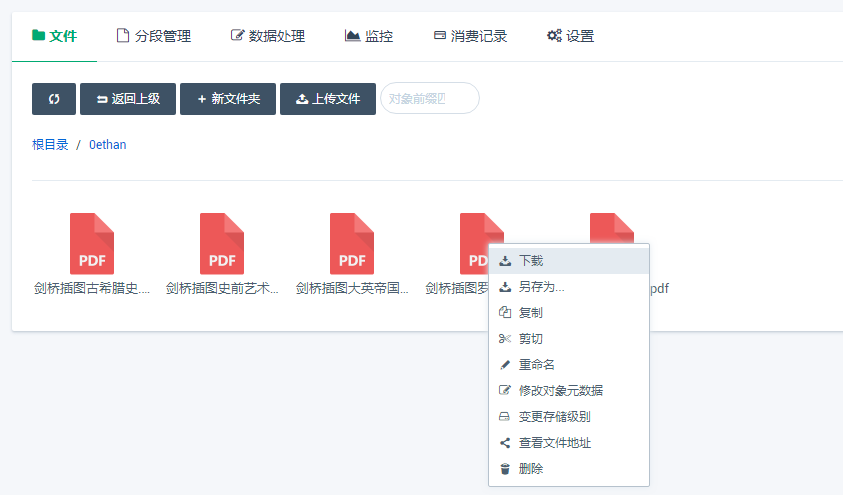 文件 分段管理 数据处理 监控 消费记录 设置
返回上级 新文件夹 上传文件 对象前缀匹
根目录 / 0ethan
PDF PDF PDF PD
剑桥插图古希腊史.... 剑桥插图史前艺术... 剑桥插图大英帝国... 剑桥插图罗 pdf
下载
另存为...
复制
剪切
重命名
修改对象元数据
变更存储级别
查看文件地址
删除